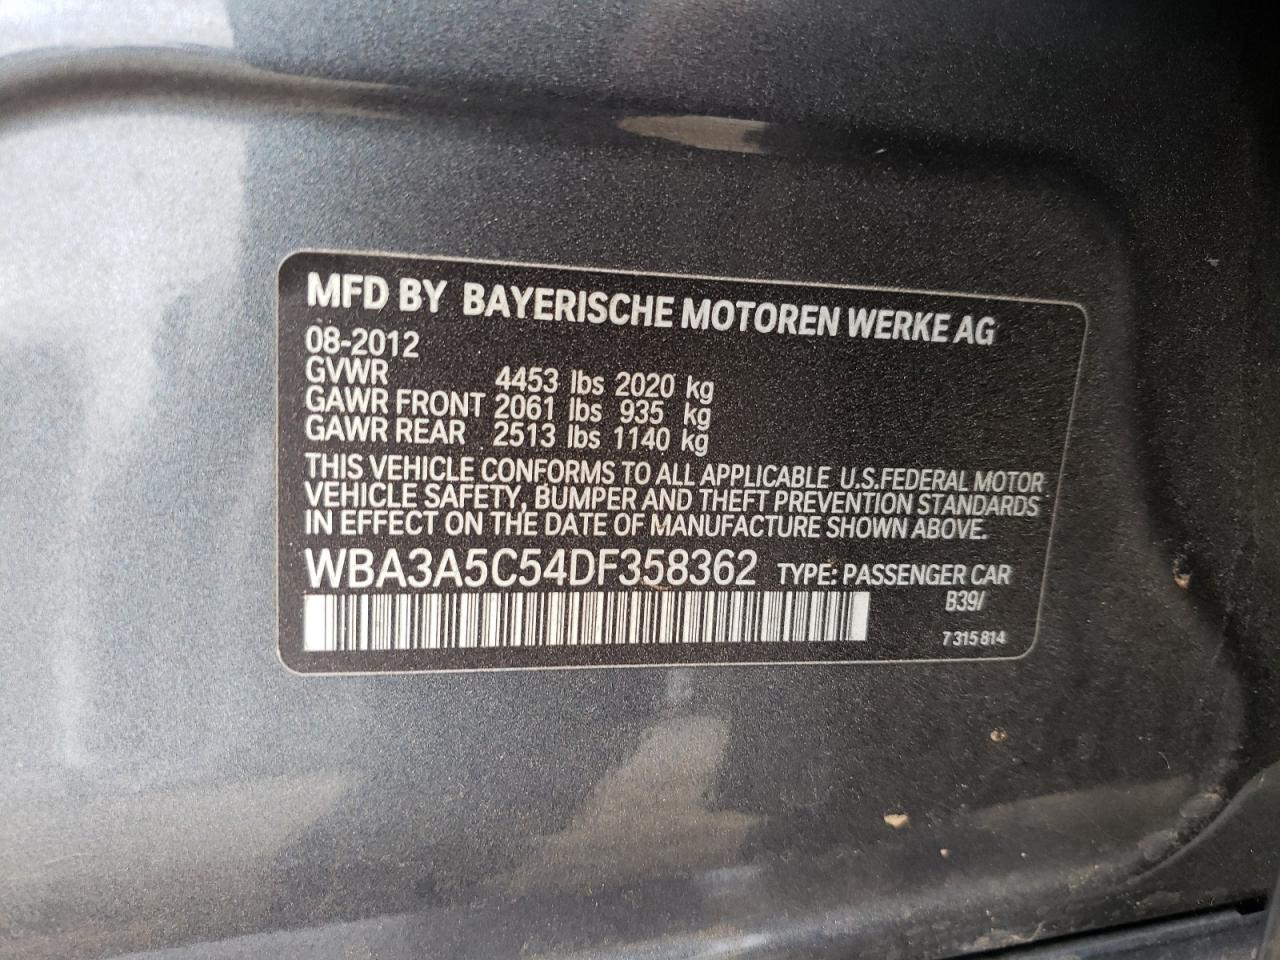 MFD BY BAYERISCHE MOTOREN WERKE AG
08-2012
GVWR 4453 lbs 2020 kg
GAWR FRONT 2061 lbs 935 kg
GAWR REAR 2513 lbs 1140 kg
THIS VEHICLE CONFORMS TO ALL APPLICABLE U.S.FEDERAL MOTOR
VEHICLE SAFETY, BUMPER AND THEFT PREVENTION STANDARDS
IN EFFECT ON THE DATE OF MANUFACTURE SHOWN ABOVE.
WBA3A5C54DF358362 TYPE: PASSENGER CAR
B39/
7 315 814